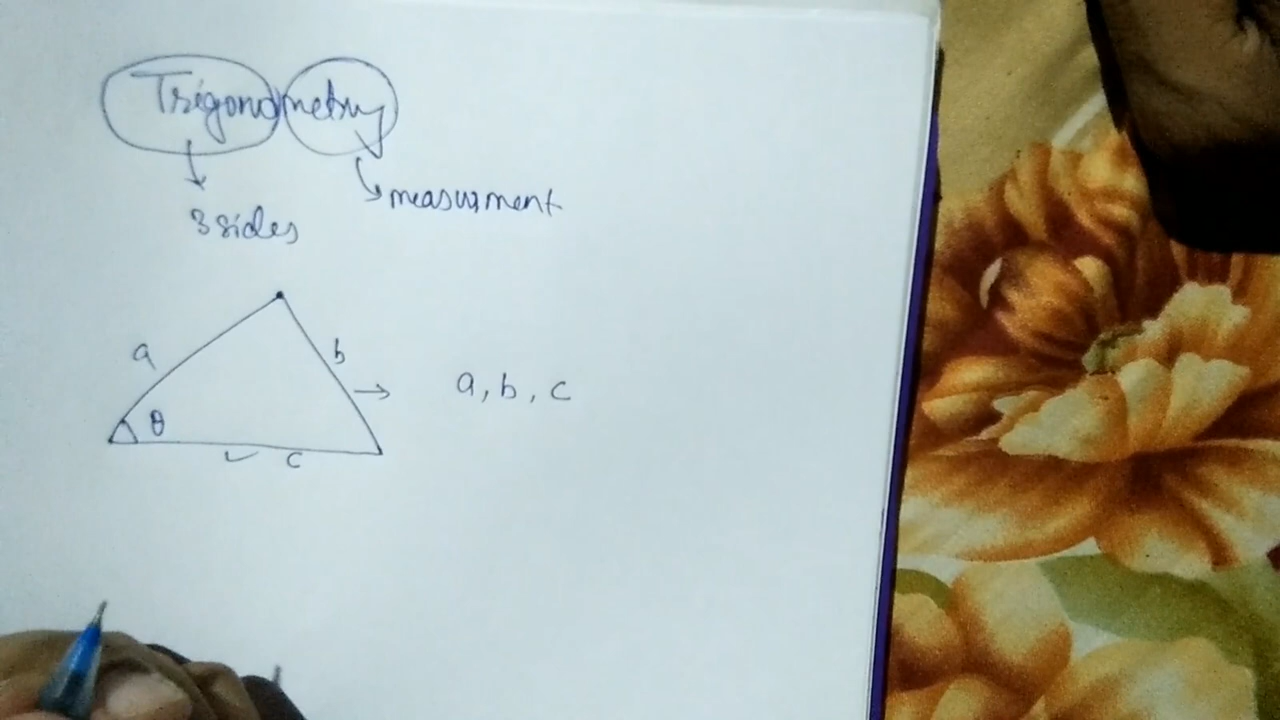 Trigonometry
measurment
3 sides
a
b
a, b, c
θ
c